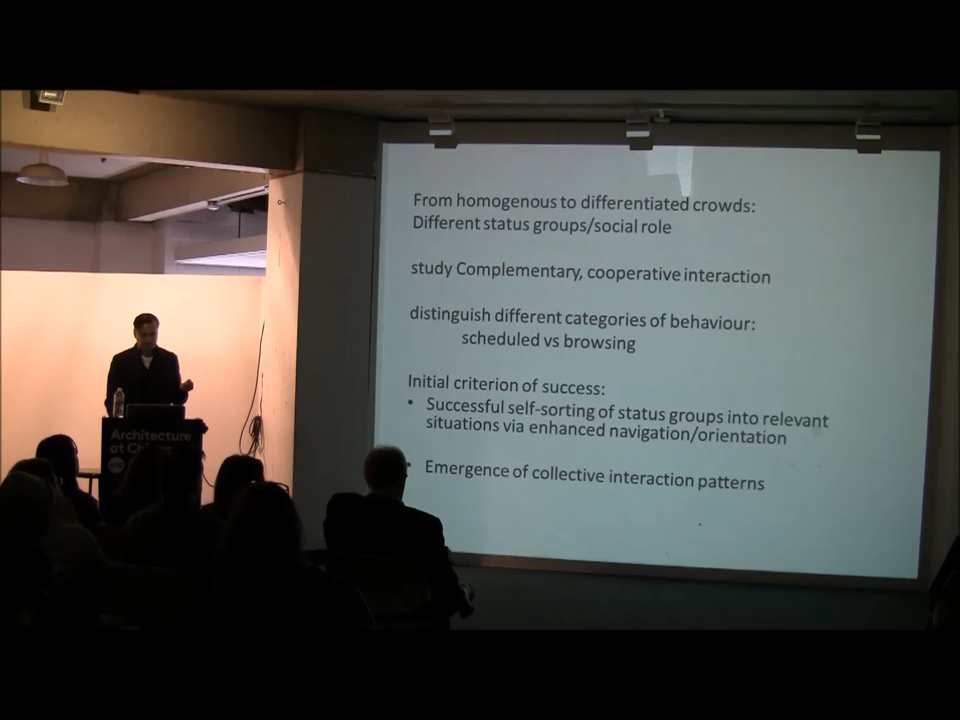 From homogenous to differentiated crowds:
Different status groups/social role
study Complementary, cooperative interaction
distinguish different categories of behaviour:
scheduled vs browsing
Initial criterion of success:
• Successful self-sorting of status groups into relevant
situations via enhanced navigation/orientation
• Emergence of collective interaction patterns
Architecture
at